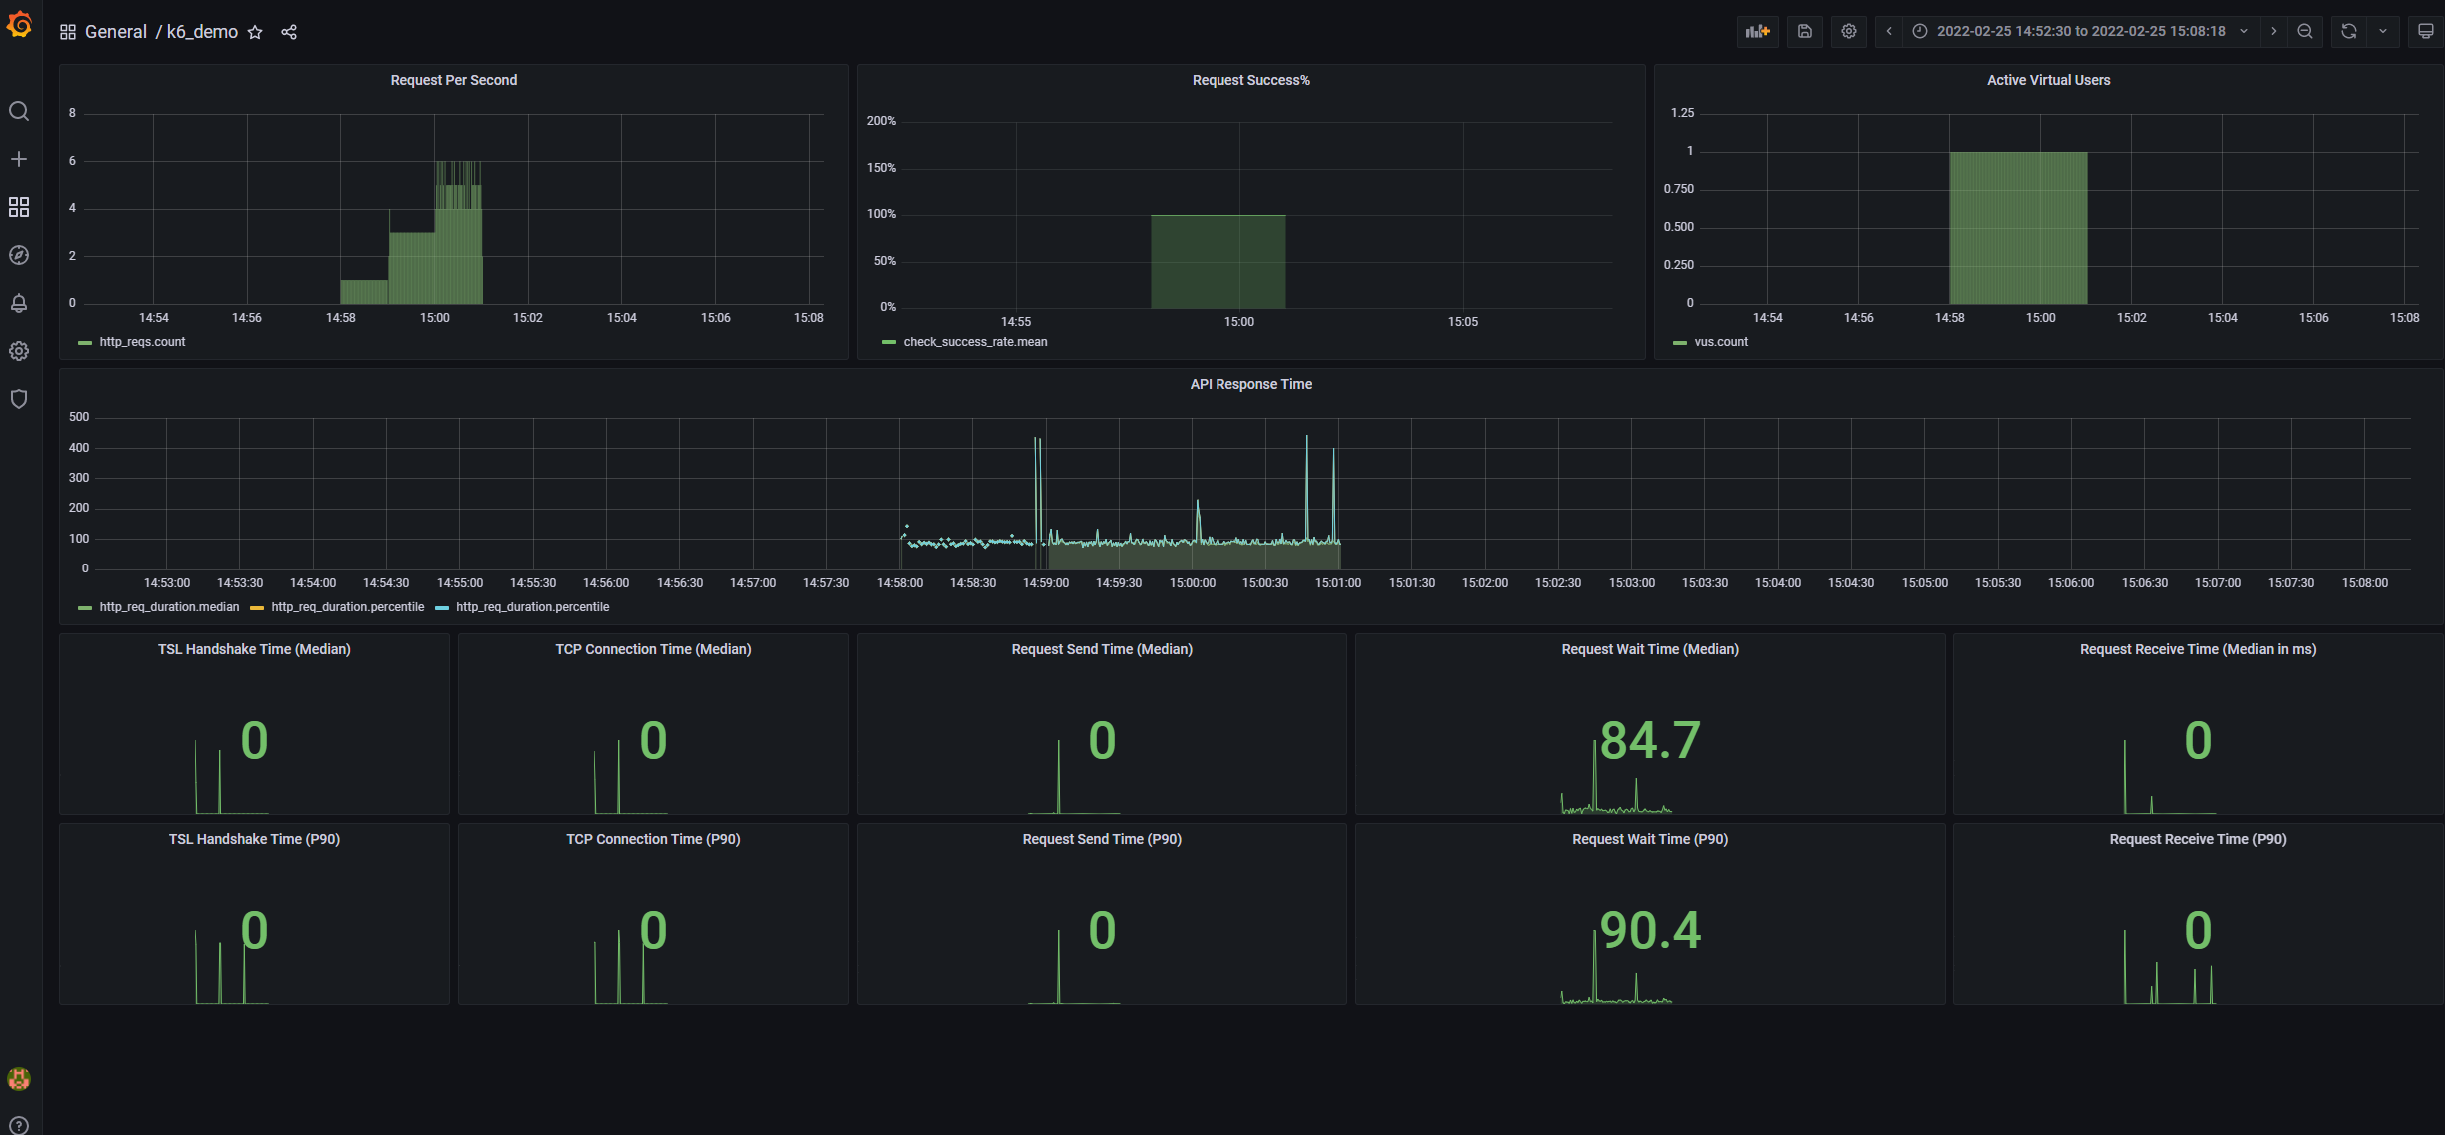 General / k6_demo
2022-02-25 14:52:30 to 2022-02-25 15:08:18
Request Per Second
8
6
4
2
0
14:54 14:56 14:58 15:00 15:02 15:04 15:06 15:08
http_reqs.count
Request Success%
200%
150%
100%
50%
0%
14:55 15:00 15:05
check_success_rate.mean
Active Virtual Users
1.25
1
0.750
0.500
0.250
0
14:54 14:56 14:58 15:00 15:02 15:04 15:06 15:08
vus.count
API Response Time
500
400
300
200
100
0
14:53:00 14:53:30 14:54:00 14:54:30 14:55:00 14:55:30 14:56:00 14:56:30 14:57:00 14:57:30 14:58:00 14:58:30 14:59:00 14:59:30 15:00:00 15:00:30 15:01:00 15:01:30 15:02:00 15:02:30 15:03:00 15:03:30 15:04:00 15:04:30 15:05:00 15:05:30 15:06:00 15:06:30 15:07:00 15:07:30 15:08:00
http_req_duration.median http_req_duration.percentile http_req_duration.percentile
TSL Handshake Time (Median)
0
TCP Connection Time (Median)
0
Request Send Time (Median)
0
Request Wait Time (Median)
84.7
Request Receive Time (Median in ms)
0
TSL Handshake Time (P90)
0
TCP Connection Time (P90)
0
Request Send Time (P90)
0
Request Wait Time (P90)
90.4
Request Receive Time (P90)
0